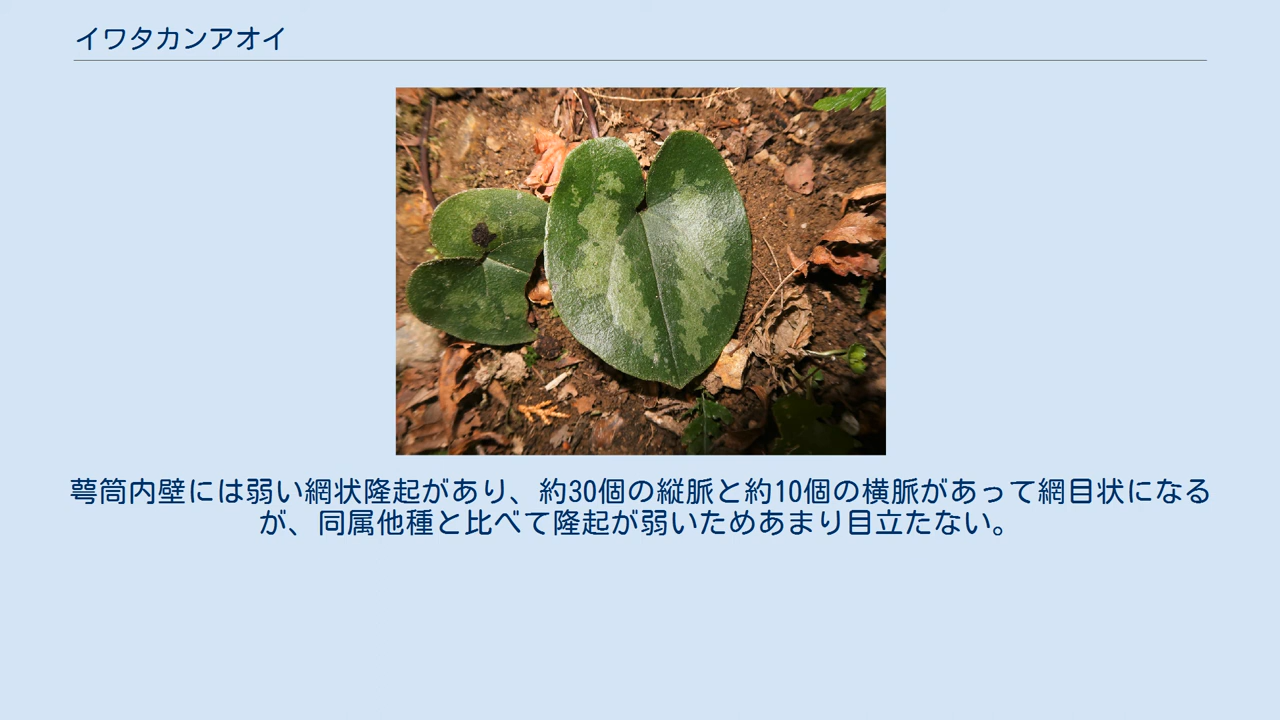 イワタカンアオイ
萼筒内壁には弱い網状隆起があり、約30個の縦脈と約10個の横脈があって網目状になる
が、同属他種と比べて隆起が弱いためあまり目立たない。